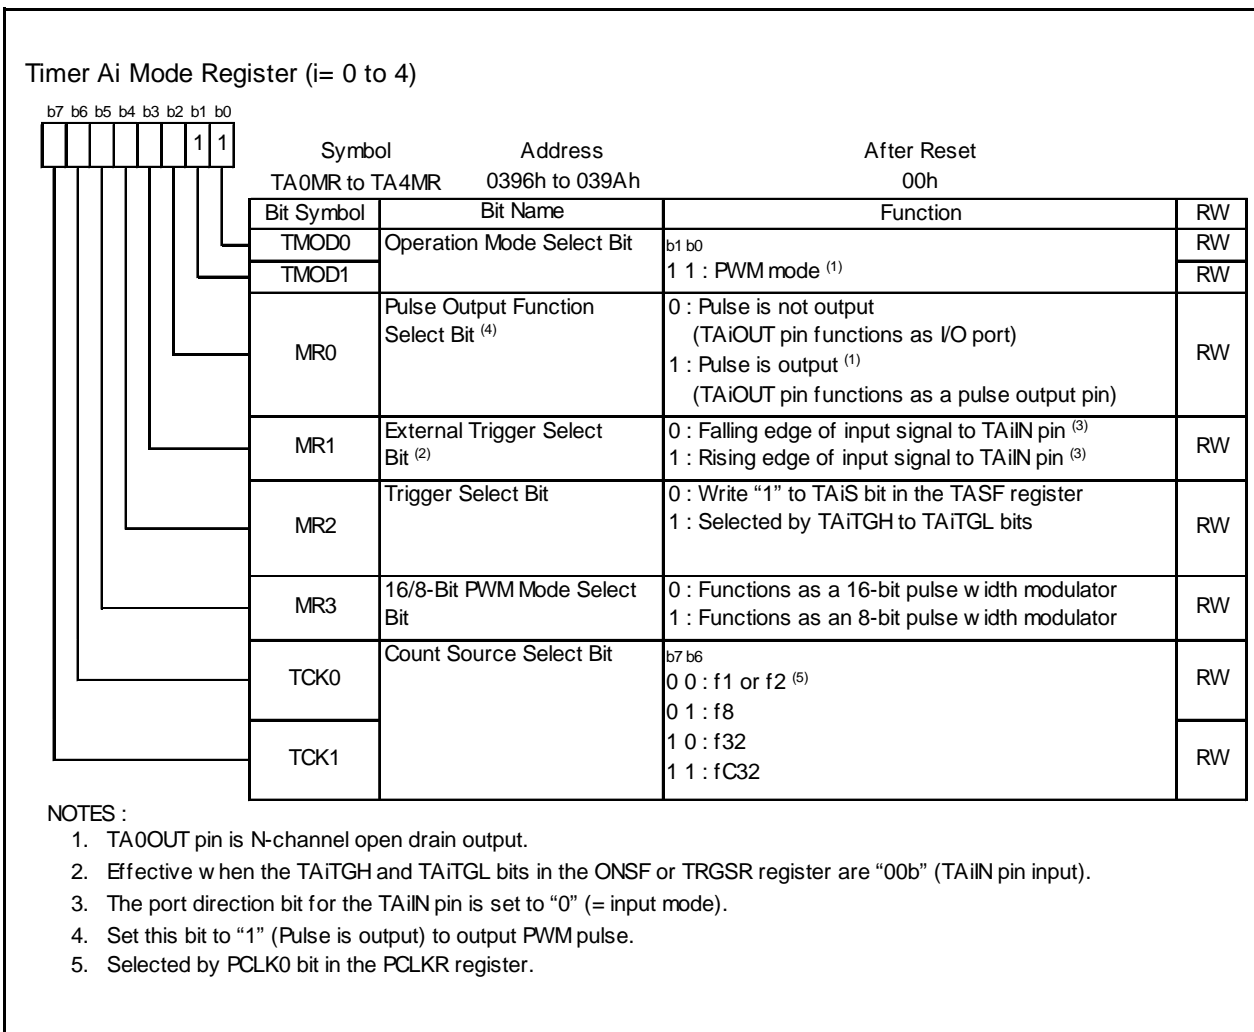 Timer Ai Mode Register (i= 0 to 4)
b7 b6 b5 b4 b3 b2 b1 b0
1 1
Symbol Address After Reset
TA0MR to TA4MR 0396h to 039Ah 00h
Bit Symbol Bit Name Function RW
TMOD0 Operation Mode Select Bit b1 b0 RW
TMOD1 1 1 : PWM mode (1) RW
MR0 Pulse Output Function Select Bit (4) 0 : Pulse is not output RW
(TAiOUT pin functions as I/O port)
1 : Pulse is output (1)
(TAiOUT pin functions as a pulse output pin)
MR1 External Trigger Select Bit (2) 0 : Falling edge of input signal to TAiIN pin (3) RW
1 : Rising edge of input signal to TAiIN pin (3)
MR2 Trigger Select Bit 0 : Write “1” to TAiS bit in the TASF register RW
1 : Selected by TAiTGH to TAiTGL bits
MR3 16/8-Bit PWM Mode Select Bit 0 : Functions as a 16-bit pulse width modulator RW
1 : Functions as an 8-bit pulse width modulator
TCK0 Count Source Select Bit b7 b6 RW
0 0 : f1 or f2 (5)
0 1 : f8
TCK1 1 0 : f32 RW
1 1 : fC32
NOTES :
1. TA0OUT pin is N-channel open drain output.
2. Effective when the TAiTGH and TAiTGL bits in the ONSF or TRGSR register are “00b” (TAiIN pin input).
3. The port direction bit for the TAiIN pin is set to “0” (= input mode).
4. Set this bit to “1” (Pulse is output) to output PWM pulse.
5. Selected by PCLK0 bit in the PCLKR register.